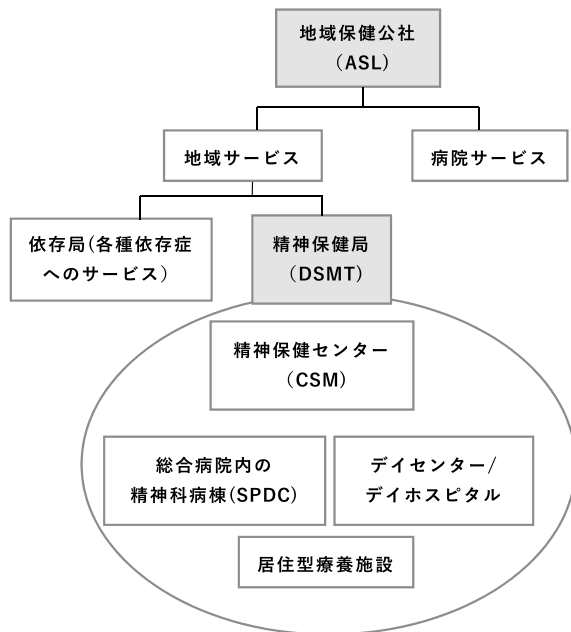 地域保健公社
（ASL）
地域サービス
病院サービス
依存局(各種依存症
へのサービス）
精神保健局
（DSMT）
精神保健センター
（CSM）
総合病院内の
精神科病棟(SPDC)
デイセンター/
デイホスピタル
居住型療養施設